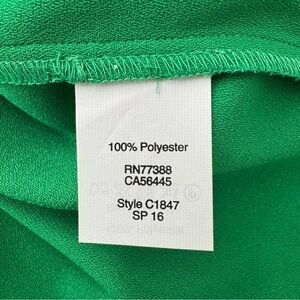 100% Polyester
RN77388
CA56445
Style C1847
SP 16